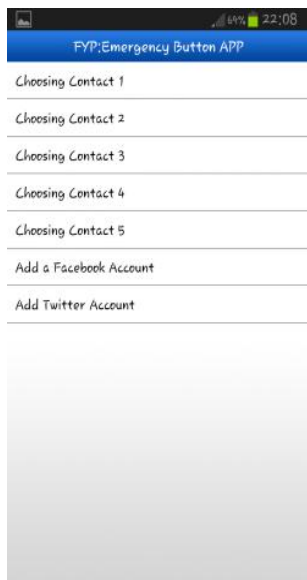 69% 22:08
FYP:Emergency Button APP
Choosing Contact 1
Choosing Contact 2
Choosing Contact 3
Choosing Contact 4
Choosing Contact 5
Add a Facebook Account
Add Twitter Account